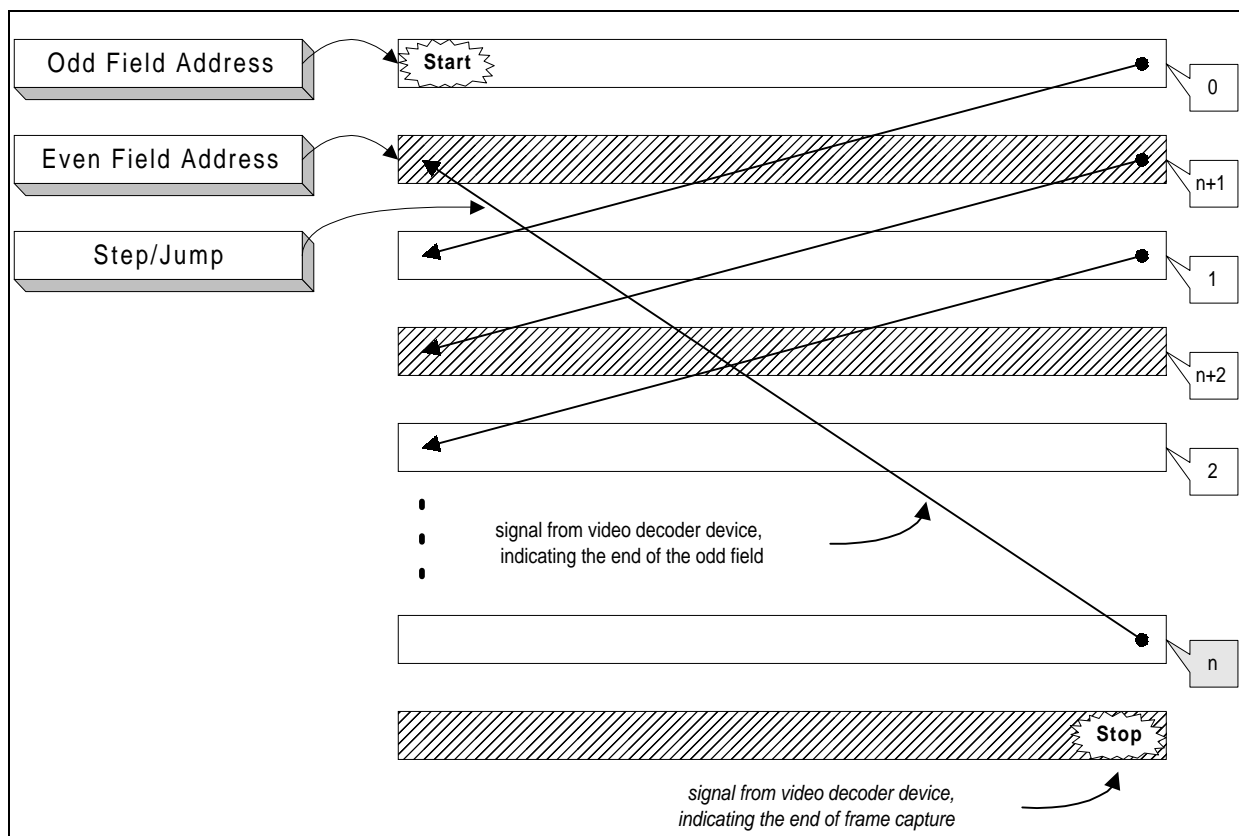 Odd Field Address
Start
0
Even Field Address
n+1
Step/Jump
1
n+2
2
signal from video decoder device,
indicating the end of the odd field
n
Stop
signal from video decoder device,
indicating the end of frame capture